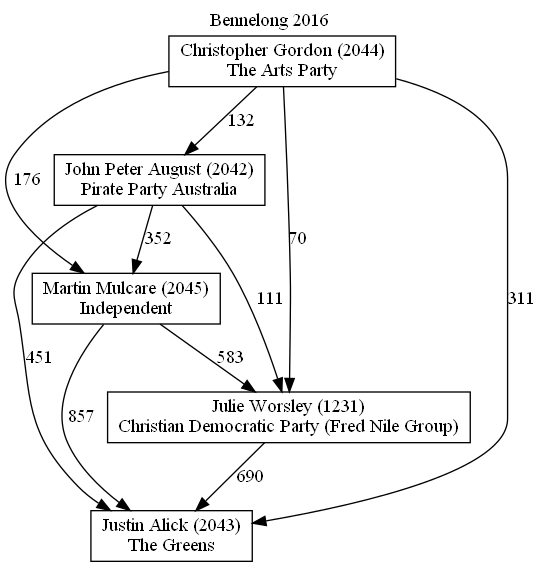 Bennelong 2016
Christopher Gordon (2044)
The Arts Party
132
John Peter August (2042)
Pirate Party Australia
176
352
70
311
Martin Mulcare (2045)
Independent
111
451
583
857
Julie Worsley (1231)
Christian Democratic Party (Fred Nile Group)
690
Justin Alick (2043)
The Greens